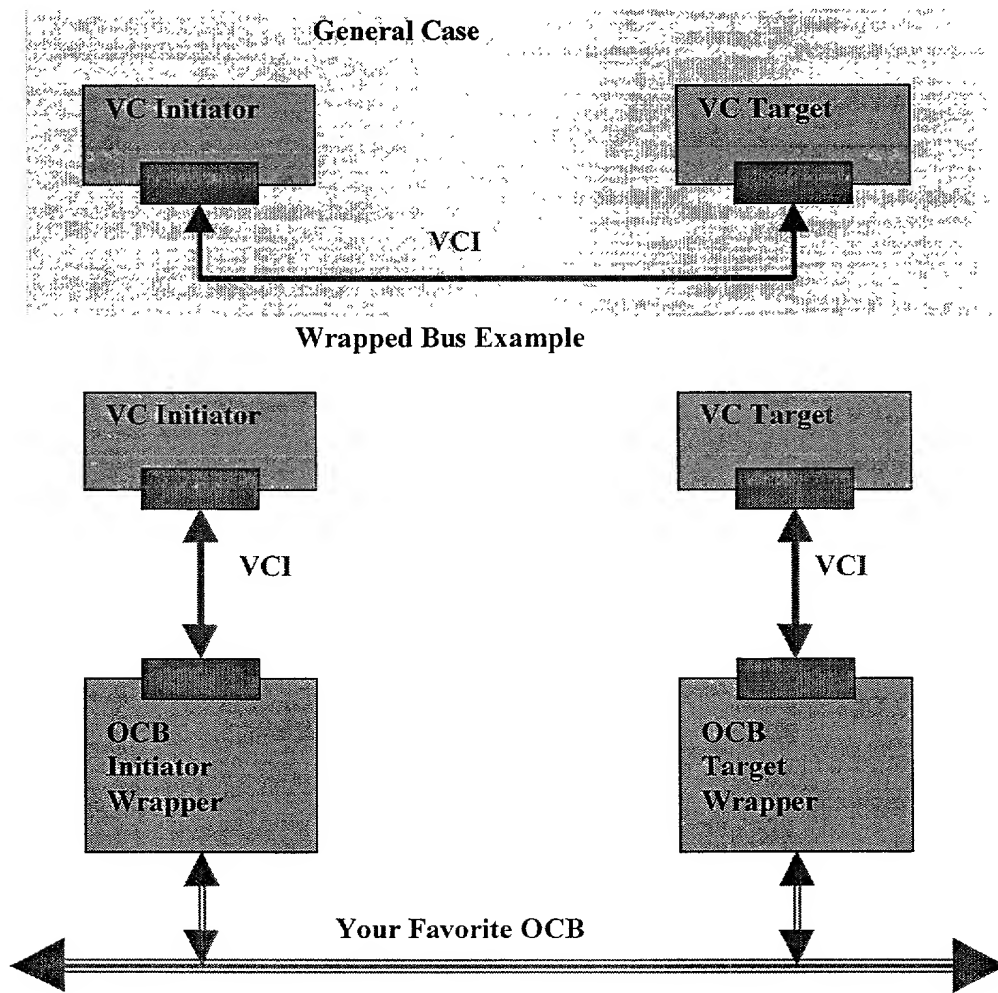 General Case
VC Initiator
VC Target
VCI
Wrapped Bus Example
VC Initiator
VC Target
VCI
VCI
OCB
Initiator
Wrapper
OCB
Target
Wrapper
Your Favorite OCB